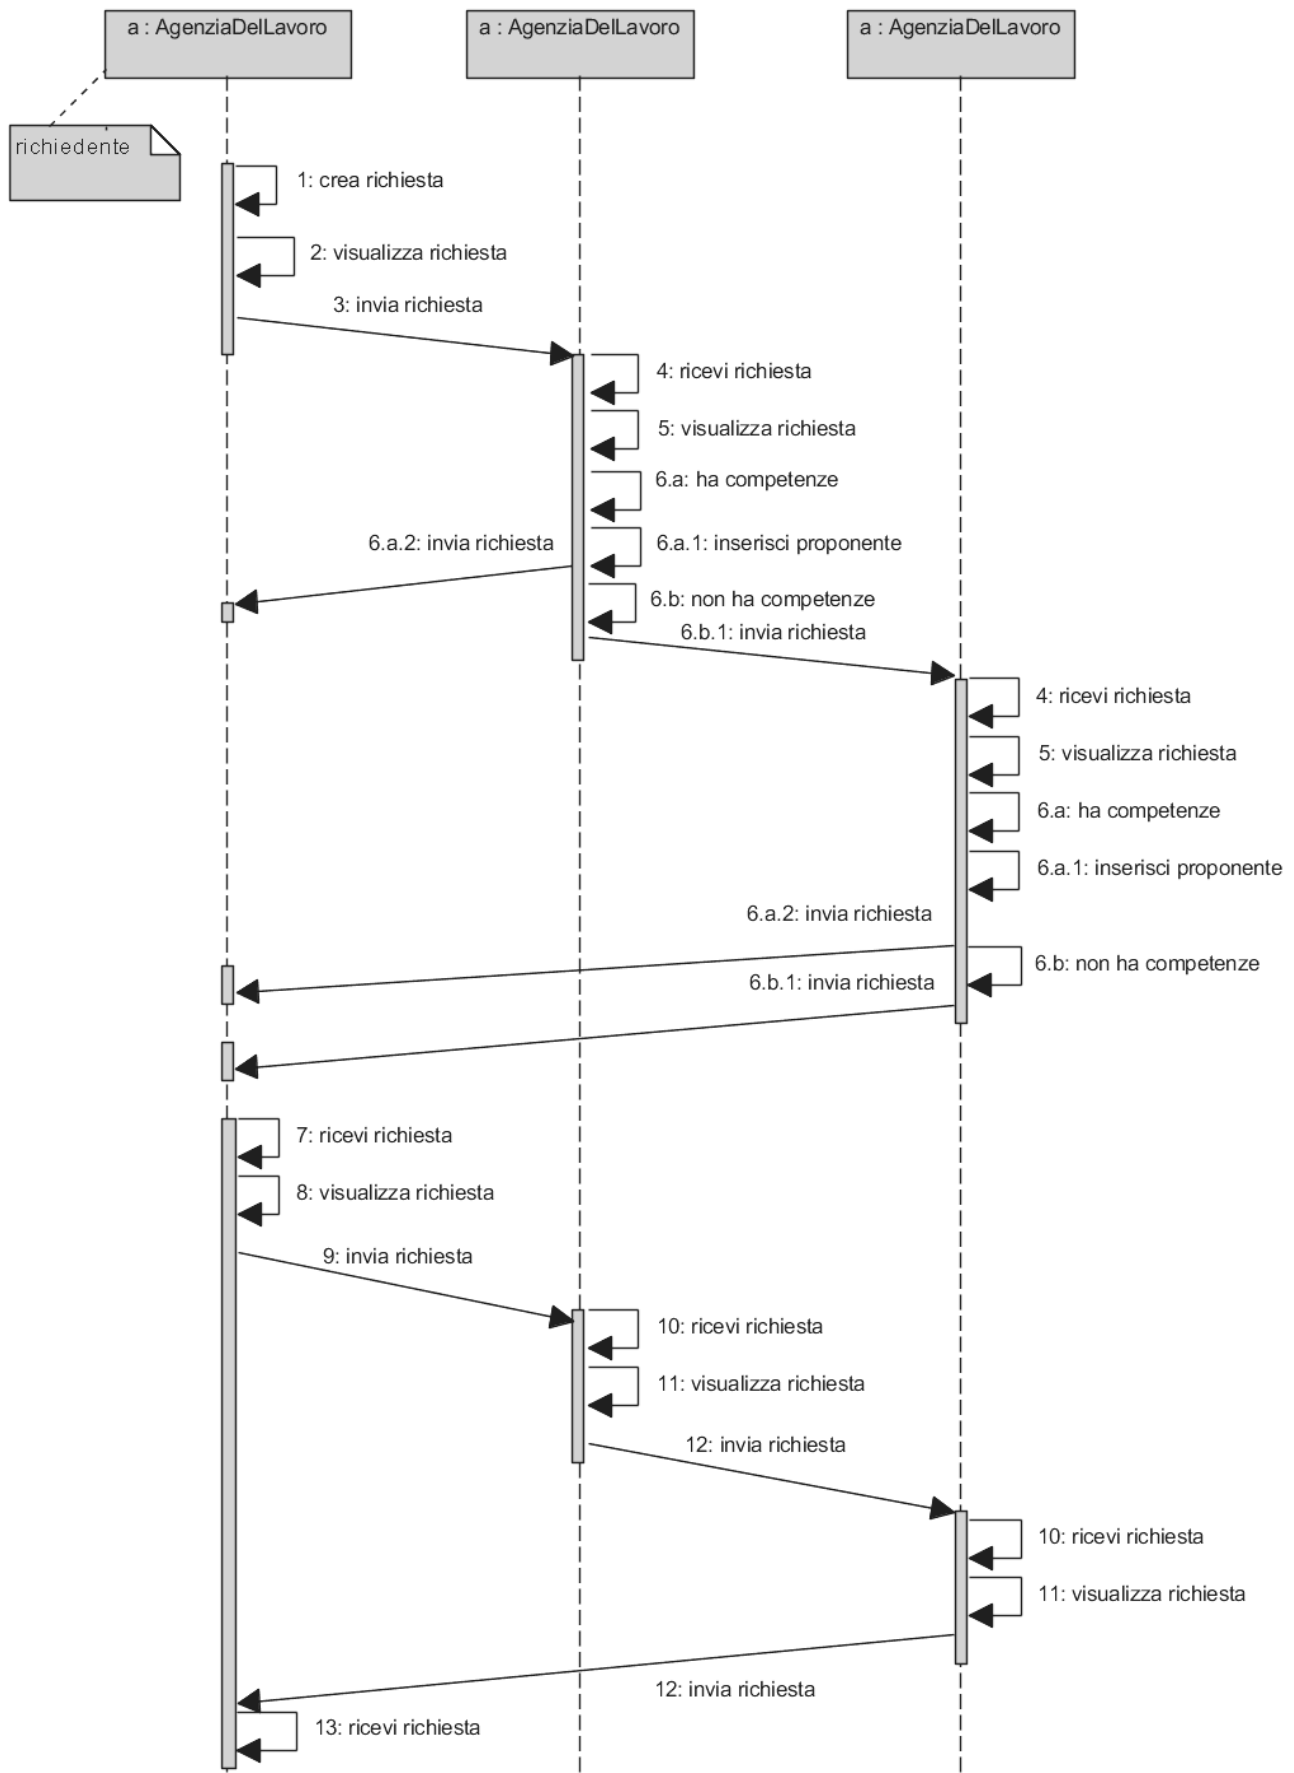 a : AgenziaDelLavoro
a : AgenziaDelLavoro
a : AgenziaDelLavoro
richiedente
1: crea richiesta
2: visualizza richiesta
3: invia richiesta
4: ricevi richiesta
5: visualizza richiesta
6.a: ha competenze
6.a.2: invia richiesta
6.a.1: inserisci proponente
6.b: non ha competenze
6.b.1: invia richiesta
4: ricevi richiesta
5: visualizza richiesta
6.a: ha competenze
6.a.1: inserisci proponente
6.a.2: invia richiesta
6.b: non ha competenze
6.b.1: invia richiesta
7: ricevi richiesta
8: visualizza richiesta
9: invia richiesta
10: ricevi richiesta
11: visualizza richiesta
12: invia richiesta
10: ricevi richiesta
11: visualizza richiesta
12: invia richiesta
13: ricevi richiesta